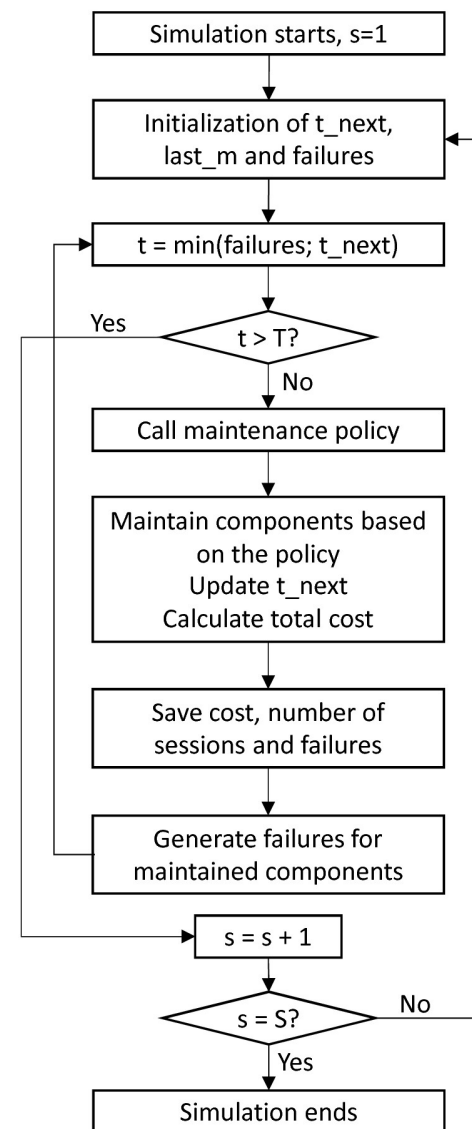 Simulation starts, s=1
Initialization of t_next,
last_m and failures
t = min(failures; t_next)
Yes
t > T?
No
Call maintenance policy
Maintain components based
on the policy
Update t_next
Calculate total cost
Save cost, number of
sessions and failures
Generate failures for
maintained components
s = s + 1
s = S?
No
Yes
Simulation ends